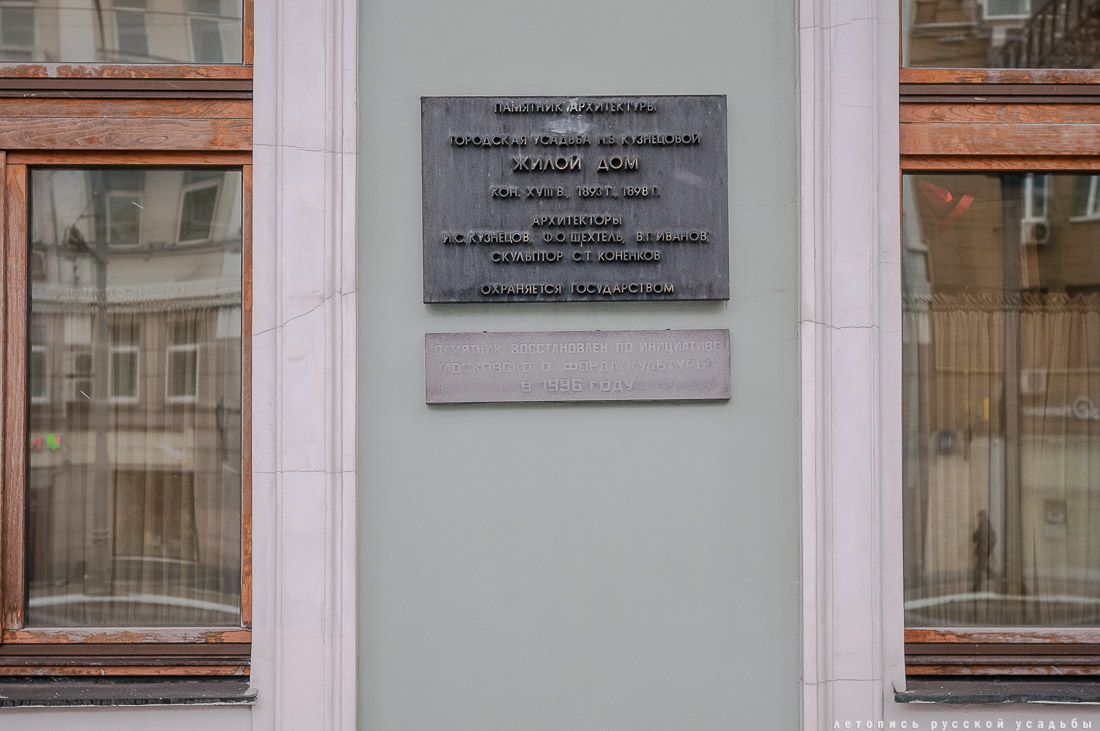 ПАМЯТНИК АРХИТЕКТУРЫ
ГОРОДСКАЯ УСАДЬБА Н.Б. КУЗНЕЦОВОЙ
ЖИЛОЙ ДОМ
КОН. XVIII В., 1893 Г., 1898 Г.
АРХИТЕКТОРЫ
И.С. КУЗНЕЦОВ, Ф.О. ШЕХТЕЛЬ, В.Г. ИВАНОВ,
СКУЛЬПТОР С.Т. КОНЕНКОВ
ОХРАНЯЕТСЯ ГОСУДАРСТВОМ
ПАМЯТНИК ВОССТАНОВЛЕН ПО ИНИЦИАТИВЕ
МОСКОВСКОГО ФОНДА КУЛЬТУРЫ
В 1996 ГОДУ
летопись русской усадьбы